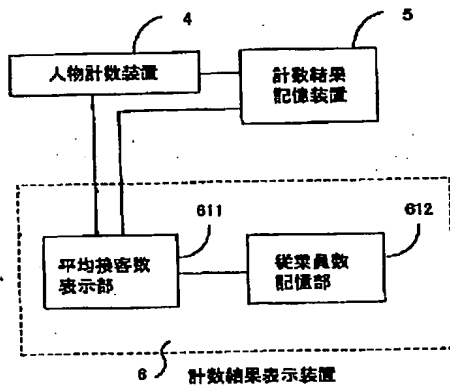 4
5
人物計数装置
計数結果
記憶装置
611
612
平均接客数
表示部
従業員数
記憶部
6
計数結果表示装置